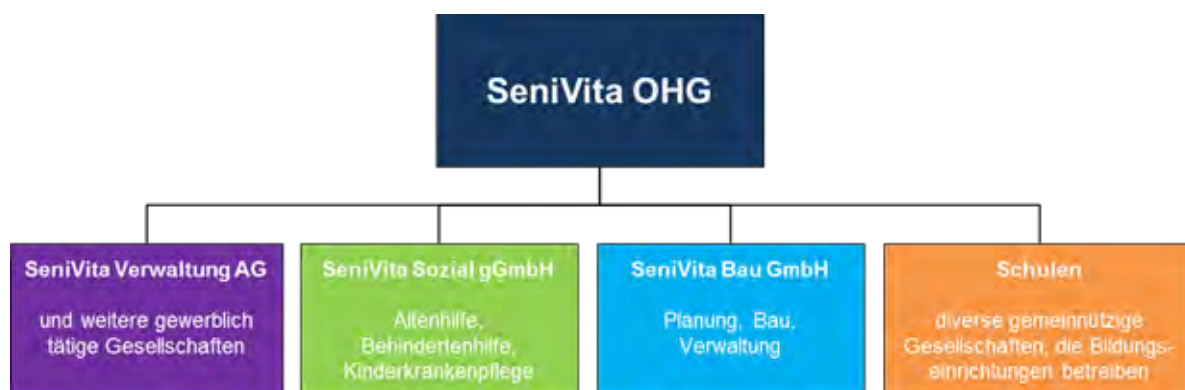 SeniVita OHG
SeniVita Verwaltung AG
und weitere gewerblich
tätige Gesellschaften
SeniVita Sozial gGmbH
Altenhilfe,
Behindertenhilfe,
Kinderkrankenpflege
SeniVita Bau GmbH
Planung, Bau,
Verwaltung
Schulen
diverse gemeinnützige
Gesellschaften, die Bildungs-
einrichtungen betreiben